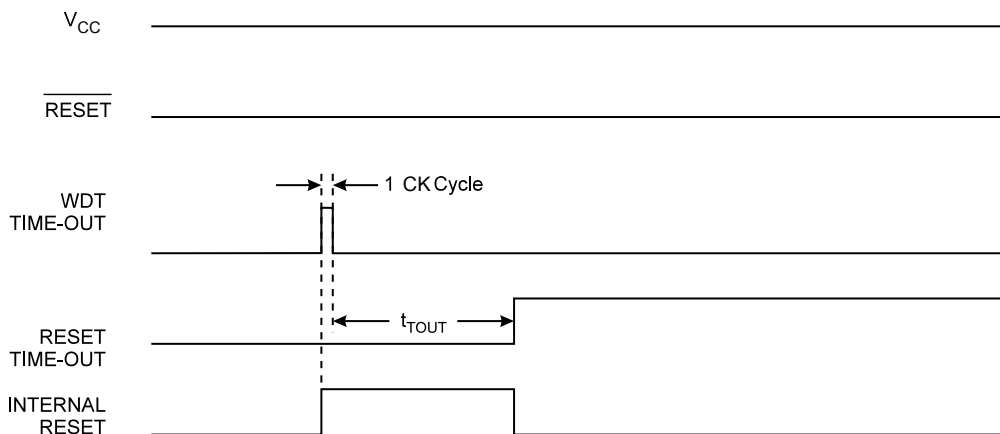 VCC
RESET
1 CK Cycle
WDT
TIME-OUT
tTOUT
RESET
TIME-OUT
INTERNAL
RESET